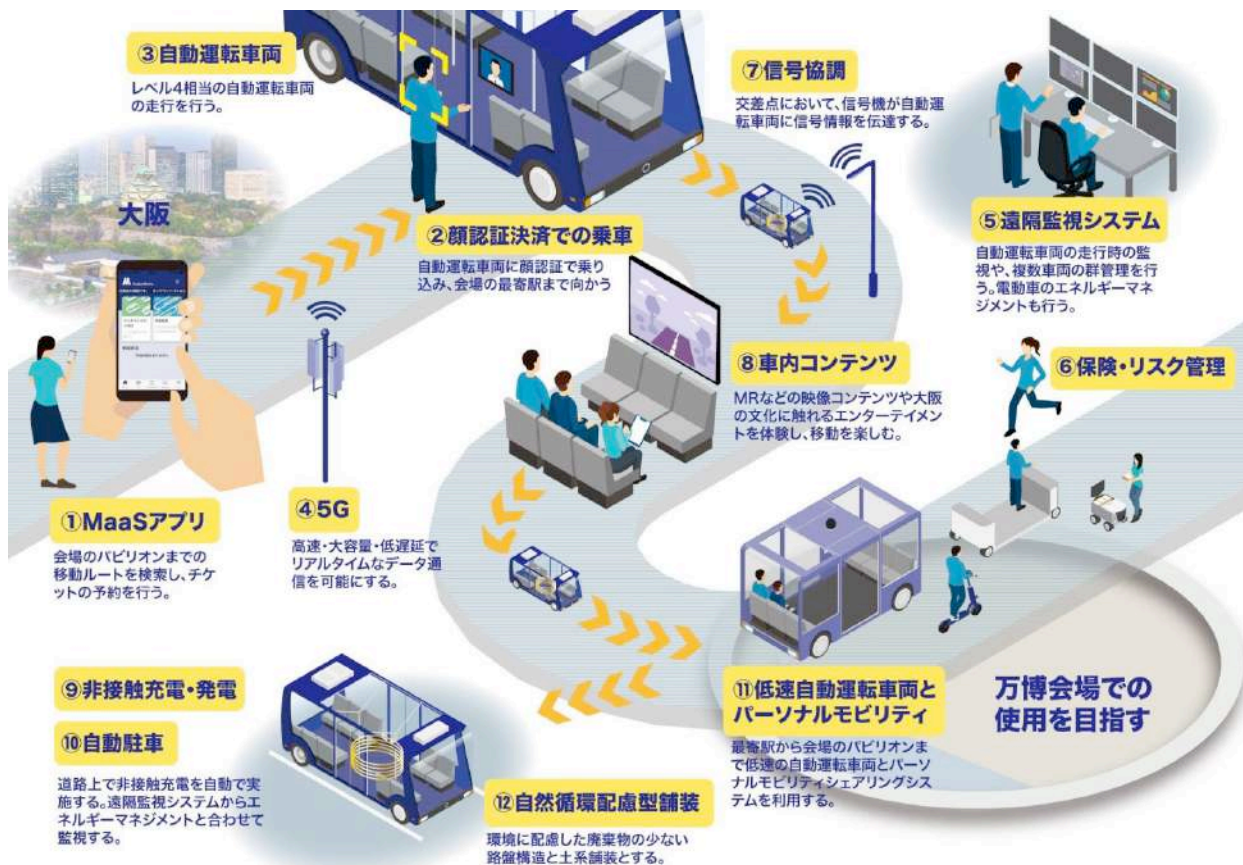 ③自動運転車両
レベル4相当の自動運転車両
の走行を行う。
⑦信号協調
交差点において、信号機が自動運
転車両に信号情報を伝達する。
大阪
②顔認証決済での乗車
自動運転車両に顔認証で乗り
込み、会場の最寄駅まで向かう
⑤遠隔監視システム
自動運転車両の走行時の監
視や、複数車両の群管理を行
う。電動車のエネルギーマネ
ジメントも行う。
⑧車内コンテンツ
MRなどの映像コンテンツや大阪
の文化に触れるエンターテイメン
トを体験し、移動を楽しむ。
⑥保険・リスク管理
①MaaSアプリ
会場のパビリオンまでの
移動ルートを検索し、チケ
ットの予約を行う。
④5G
高速・大容量・低遅延で
リアルタイムなデータ通
信を可能にする。
⑨非接触充電・発電
⑩自動駐車
道路上で非接触充電を自動で実
施する。遠隔監視システムからエ
ネルギーマネジメントと合わせて
監視する。
⑫自然循環配慮型舗装
環境に配慮した廃棄物の少ない
路盤構造と土系舗装とする。
⑪低速自動運転車両と
パーソナルモビリティ
最寄駅から会場のパビリオンま
で低速の自動運転車両とパーソ
ナルモビリティシェアリングシス
テムを利用する。
万博会場での
使用を目指す